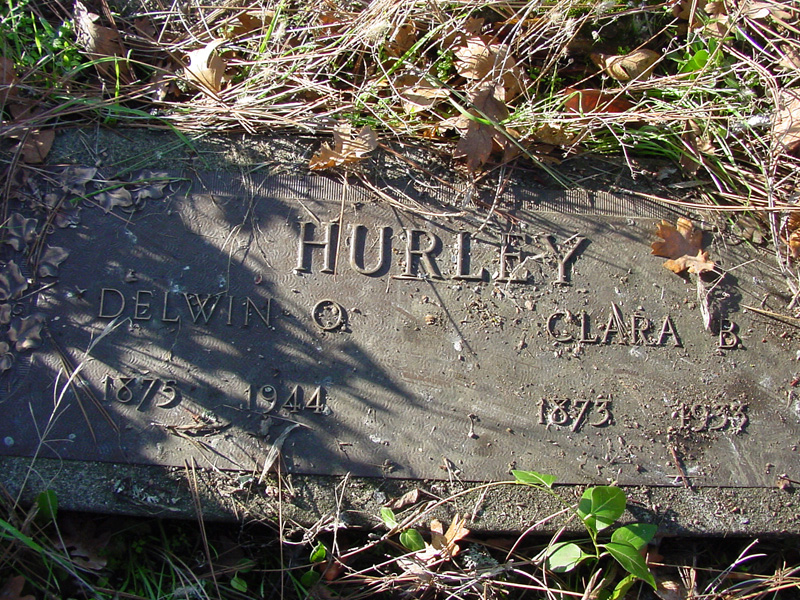 HURLEY
DELWIN O. CLARA B.
1875 1944 1873 1933